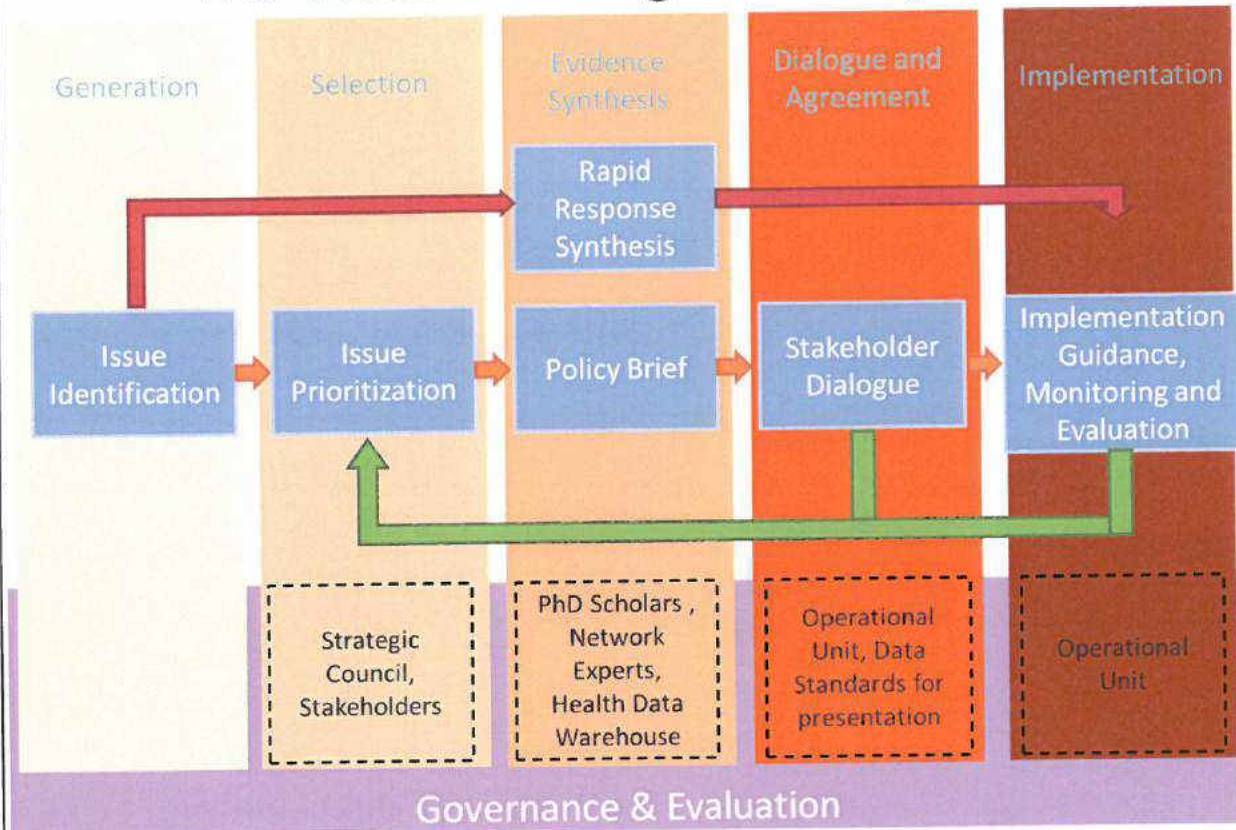 Generation
Selection
Evidence
Synthesis
Dialogue and
Agreement
Implementation
Rapid
Response
Synthesis
Issue
Identification
Issue
Prioritization
Policy Brief
Stakeholder
Dialogue
Implementation
Guidance,
Monitoring and
Evaluation
Strategic
Council,
Stakeholders
PhD Scholars ,
Network
Experts,
Health Data
Warehouse
Operational
Unit, Data
Standards for
presentation
Operational
Unit
Governance & Evaluation